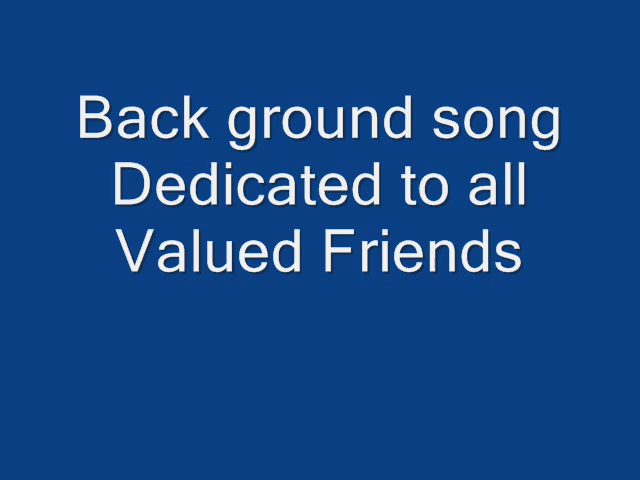 Back ground song
Dedicated to all
Valued Friends